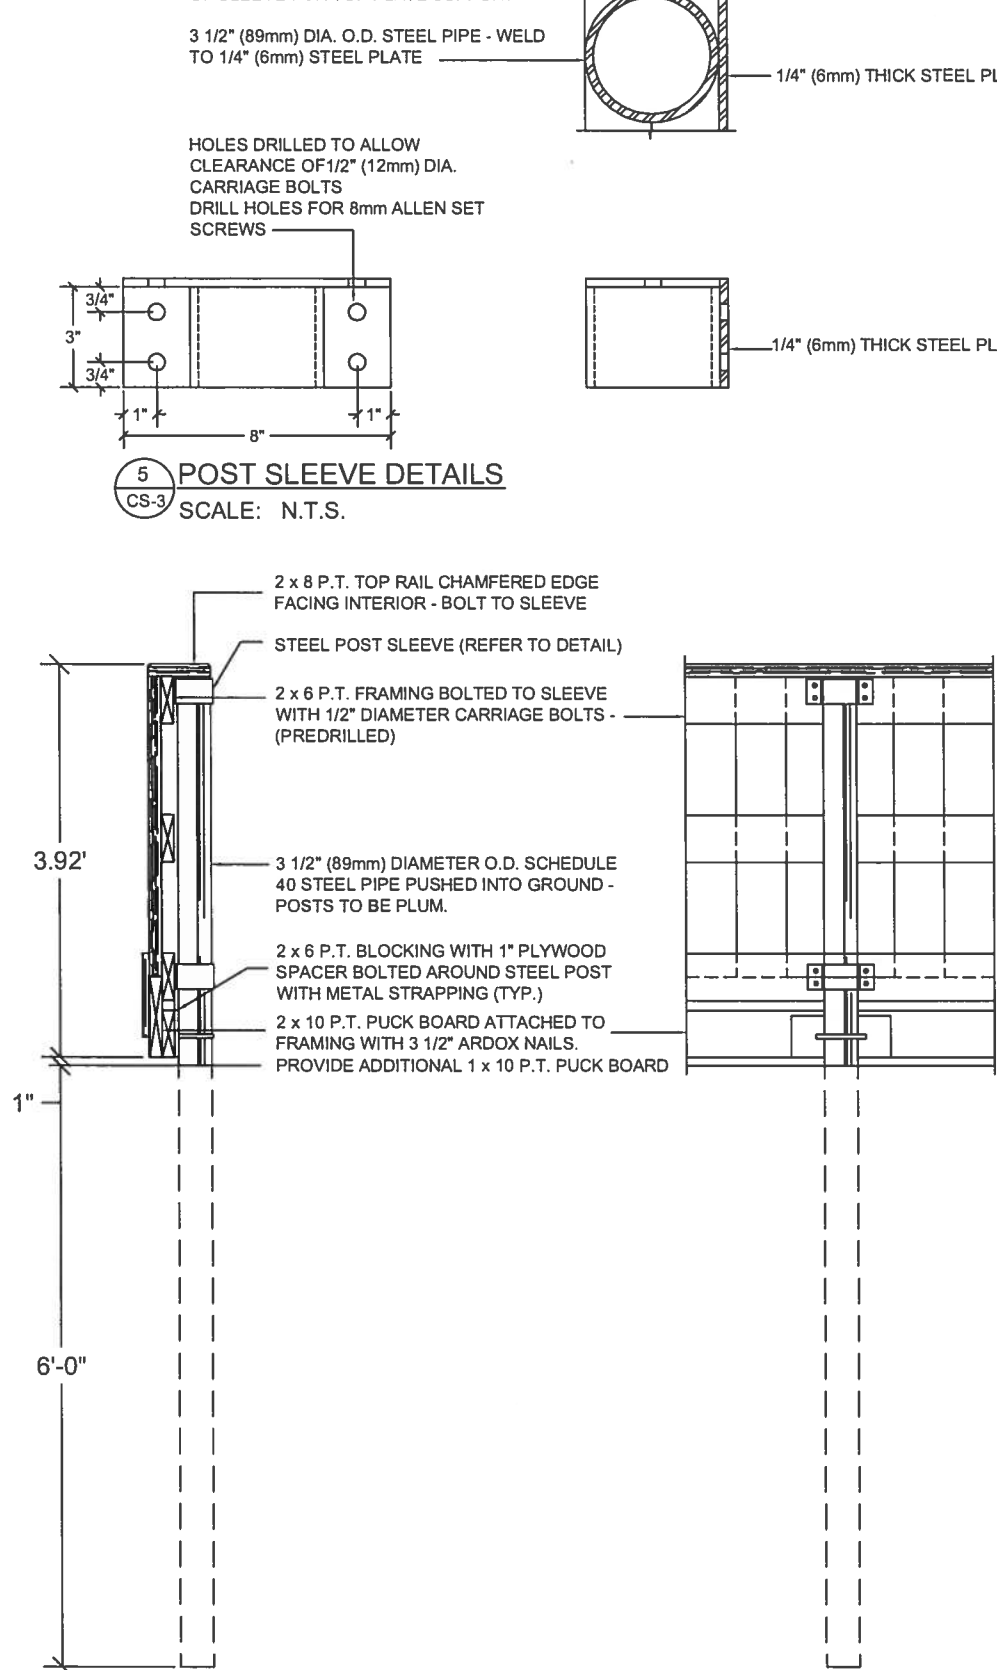 3 1/2" (89mm) DIA. O.D. STEEL PIPE - WELD
TO 1/4" (6mm) STEEL PLATE
1/4" (6mm) THICK STEEL
HOLES DRILLED TO ALLOW
CLEARANCE OF1/2" (12mm) DIA.
CARRIAGE BOLTS
DRILL HOLES FOR 8mm ALLEN SET
SCREWS
3/4"
3"
3/4"
1"
1"
8"
1/4" (6mm) THICK STEEL
5
CS-3
POST SLEEVE DETAILS
SCALE: N.T.S.
2 x 8 P.T. TOP RAIL CHAMFERED EDGE
FACING INTERIOR - BOLT TO SLEEVE
STEEL POST SLEEVE (REFER TO DETAIL)
2 x 6 P.T. FRAMING BOLTED TO SLEEVE
WITH 1/2" DIAMETER CARRIAGE BOLTS -
(PREDRILLED)
3.92'
3 1/2" (89mm) DIAMETER O.D. SCHEDULE
40 STEEL PIPE PUSHED INTO GROUND -
POSTS TO BE PLUM.
2 x 6 P.T. BLOCKING WITH 1" PLYWOOD
SPACER BOLTED AROUND STEEL POST
WITH METAL STRAPPING (TYP.)
2 x 10 P.T. PUCK BOARD ATTACHED TO
FRAMING WITH 3 1/2" ARDOX NAILS.
PROVIDE ADDITIONAL 1 x 10 P.T. PUCK BOARD
1"
6'-0"